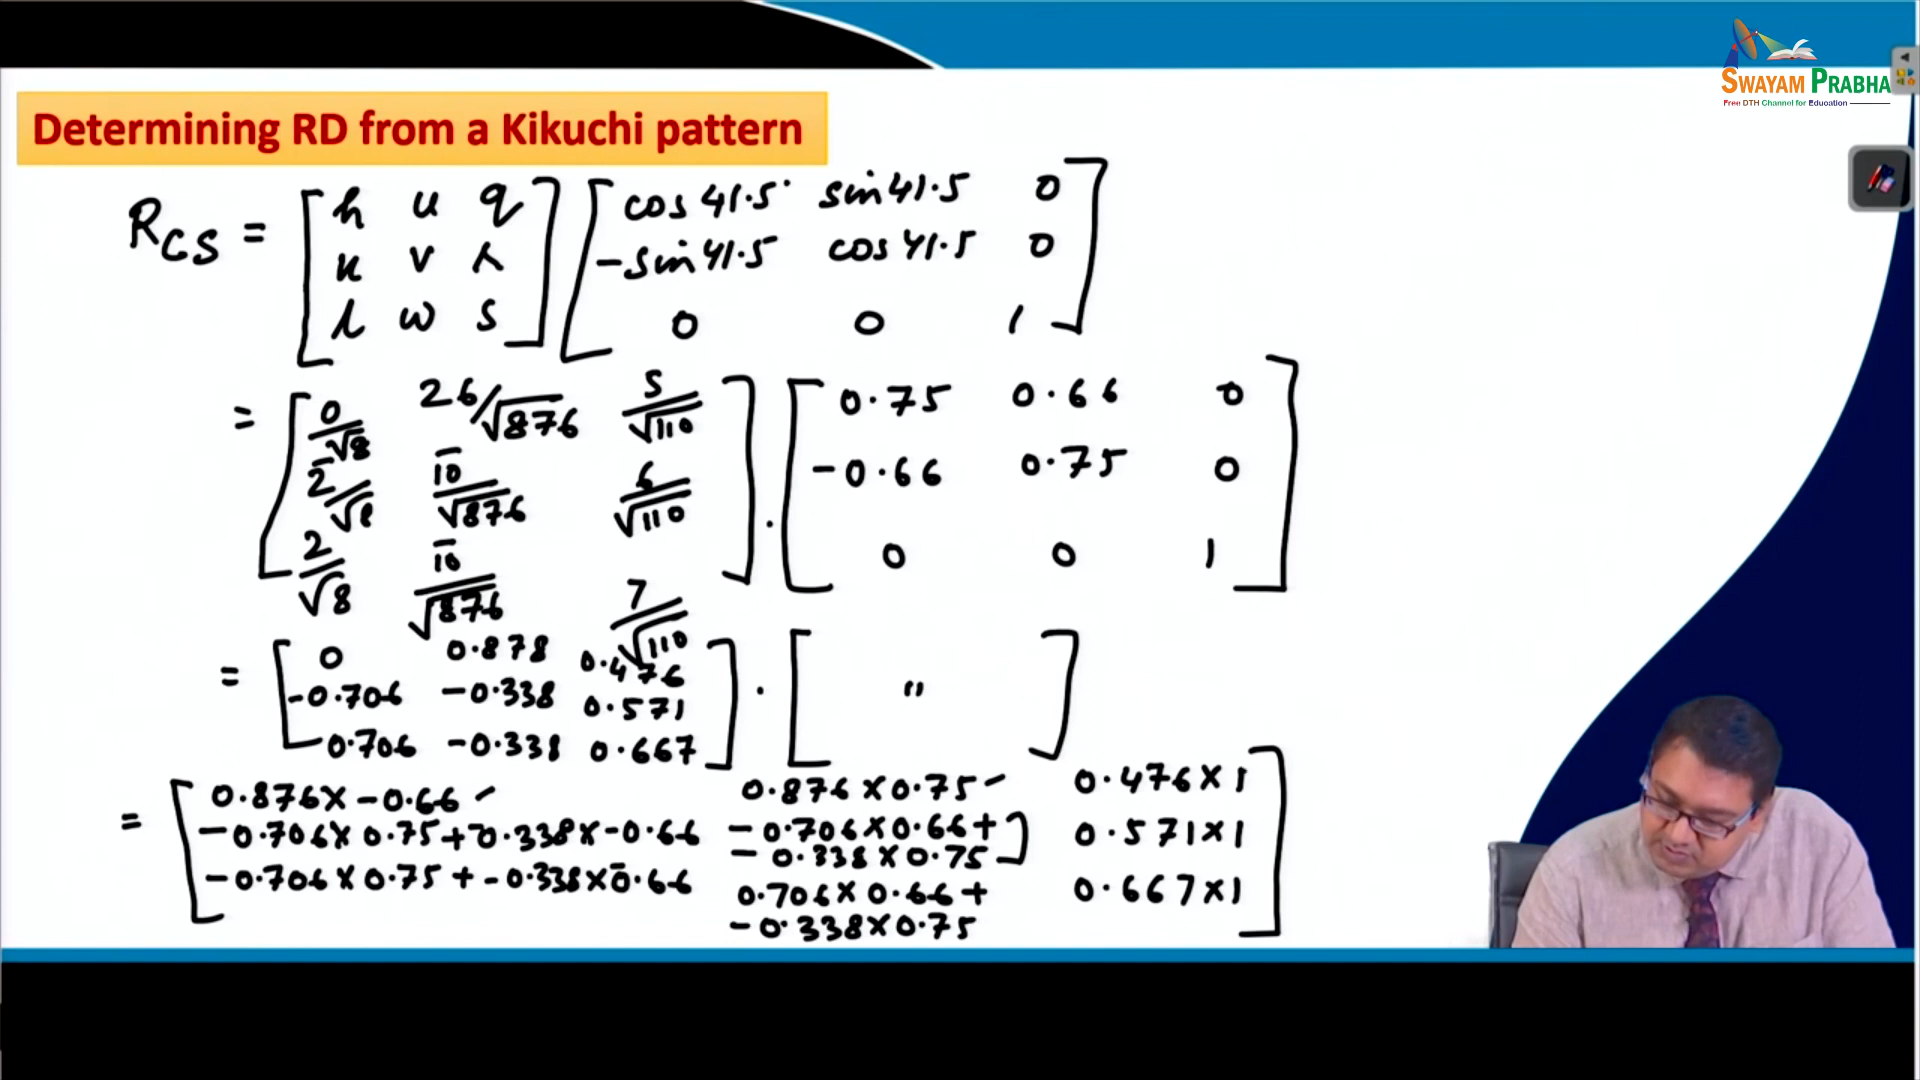 SWAYAM PRABHA
Free DTH Channel for Education
Determining RD from a Kikuchi pattern
R_CS = [h u q] [cos 41.5° sin 41.5 0]
[k v r] [-sin 41.5 cos 41.5 0]
[l w s] [0 0 1]
= [0/√8 26/√876 5/√110] . [0.75 0.66 0]
[2̄/√8 1̄0̄/√876 6/√110] [-0.66 0.75 0]
[2/√8 1̄0̄/√876 7/√110] [0 0 1]
= [0 0.878 0.476] . [ " ]
[-0.706 -0.338 0.571]
[0.706 -0.338 0.667]
= [0.876 x -0.66 0.876 x 0.75 0.476 x 1]
[-0.706 x 0.75 + -0.338 x -0.66 -0.706 x 0.66 + 0.571 x 1]
-0.338 x 0.75
[-0.706 x 0.75 + -0.338 x -0.66 0.706 x 0.66 + 0.667 x 1]
-0.338 x 0.75